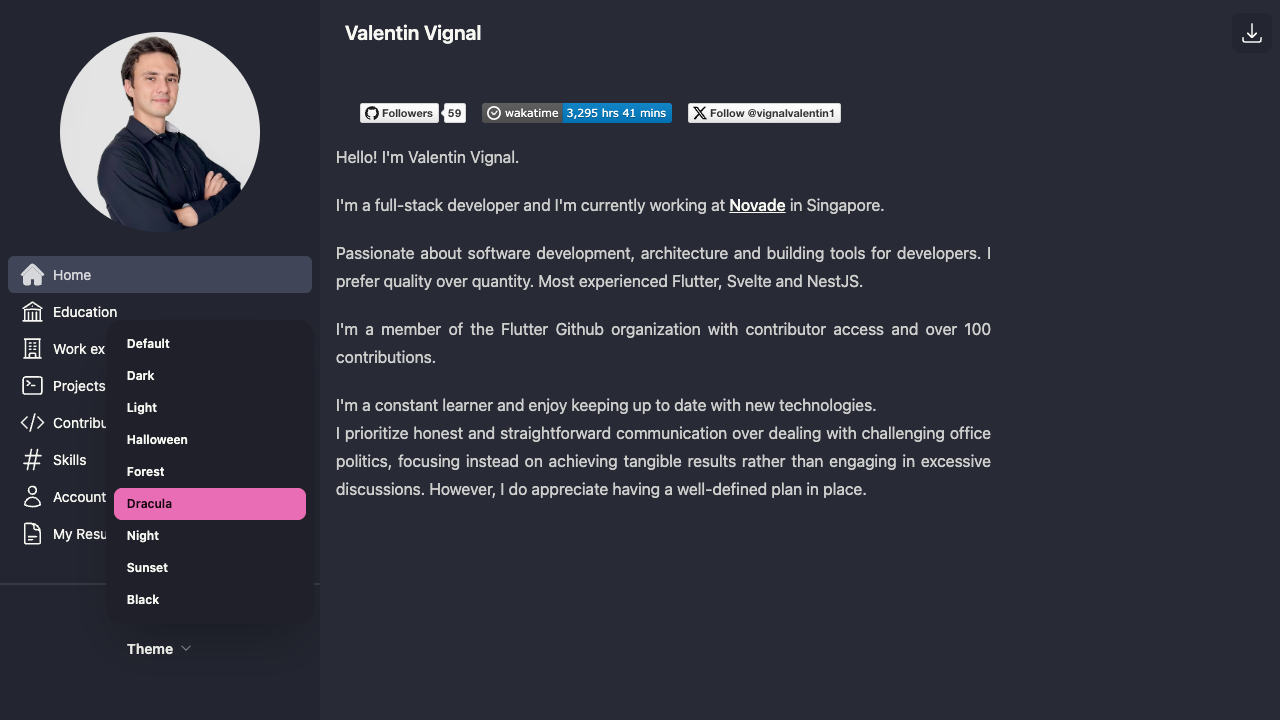 Valentin Vignal
Followers 59
wakatime 3,295 hrs 41 mins
Follow @vignalvalentin1
Hello! I'm Valentin Vignal.
I'm a full-stack developer and I'm currently working at Novade in Singapore.
Passionate about software development, architecture and building tools for developers. I
prefer quality over quantity. Most experienced Flutter, Svelte and NestJS.
I'm a member of the Flutter Github organization with contributor access and over 100
contributions.
I'm a constant learner and enjoy keeping up to date with new technologies.
I prioritize honest and straightforward communication over dealing with challenging office
politics, focusing instead on achieving tangible results rather than engaging in excessive
discussions. However, I do appreciate having a well-defined plan in place.
Home
Education
Work ex
Projects
Contribu
Skills
Account
My Resu
Default
Dark
Light
Halloween
Forest
Dracula
Night
Sunset
Black
Theme